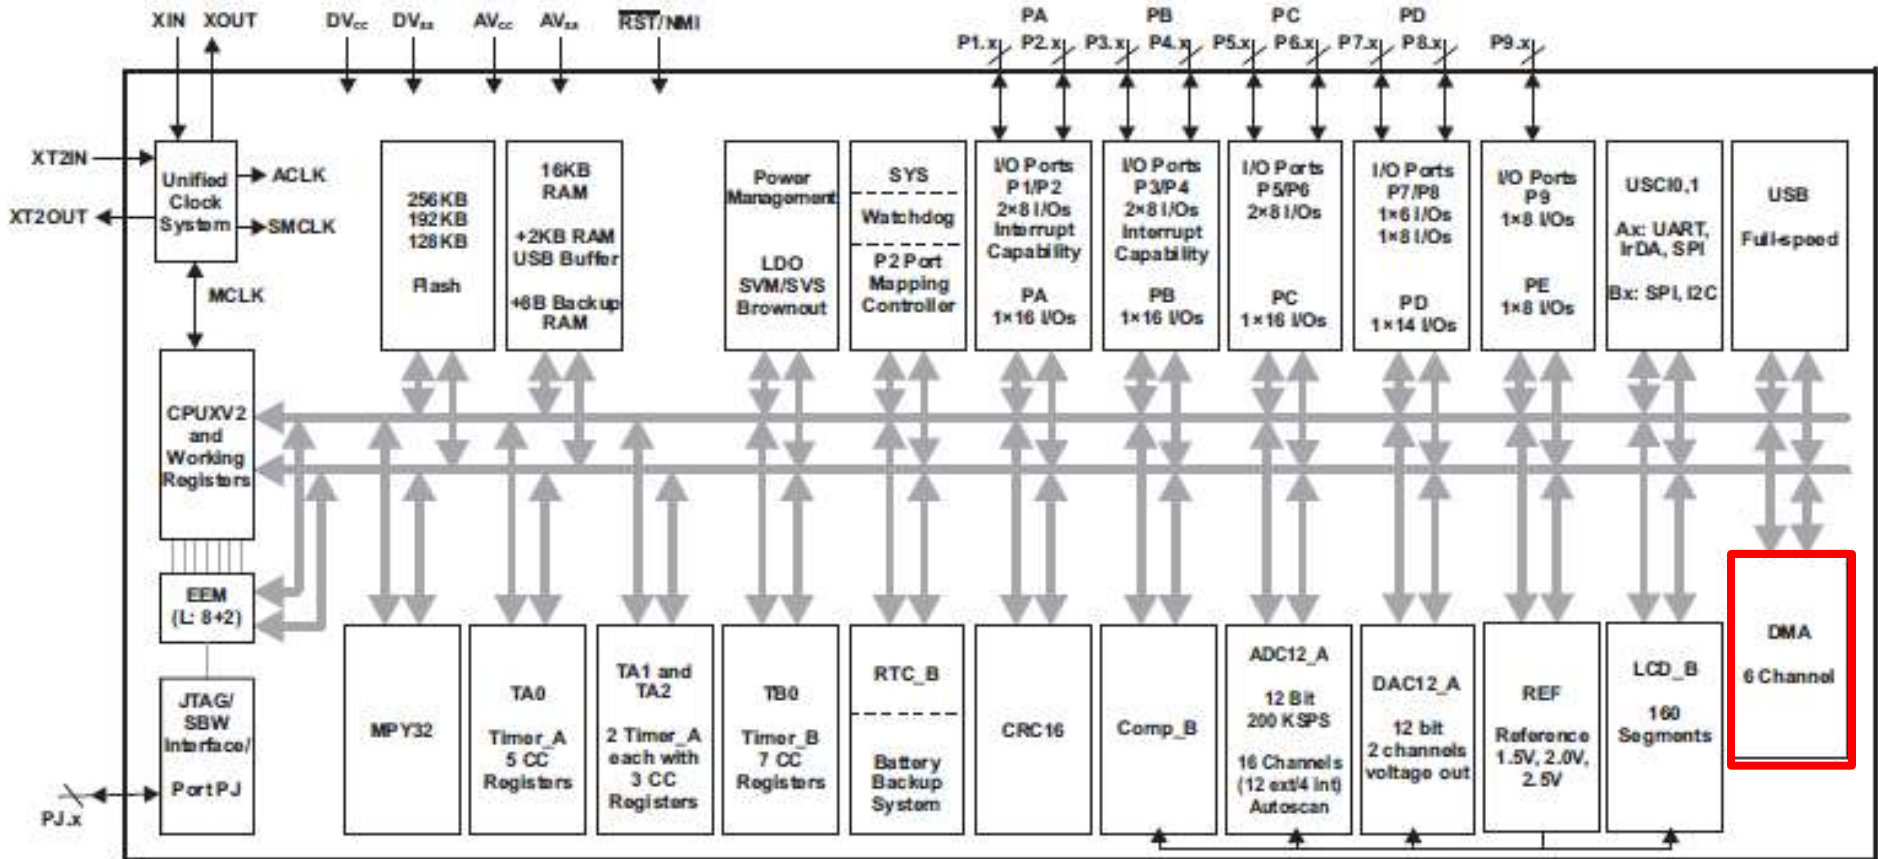 XIN XOUT DVcc DVss AVcc AVss RST/NMI PA PB PC PD
P1.x P2.x P3.x P4.x P5.x P6.x P7.x P8.x P9.x
XT2IN
XT2OUT
Unified
Clock
System
ACLK
SMCLK
MCLK
256KB
192KB
128KB
Flash
16KB
RAM
+2KB RAM
USB Buffer
+8B Backup
RAM
Power
Management
LDO
SVM/SVS
Brownout
SYS
Watchdog
P2 Port
Mapping
Controller
I/O Ports
P1/P2
2×8 I/Os
Interrupt
Capability
PA
1×16 I/Os
I/O Ports
P3/P4
2×8 I/Os
Interrupt
Capability
PB
1×16 I/Os
I/O Ports
P5/P6
2×8 I/Os
PC
1×16 I/Os
I/O Ports
P7/P8
1×6 I/Os
1×8 I/Os
PD
1×14 I/Os
I/O Ports
P9
1×8 I/Os
PE
1×8 I/Os
USCI0,1
Ax: UART,
IrDA, SPI
Bx: SPI, I2C
USB
Full-speed
CPUXV2
and
Working
Registers
EEM
(L: 8+2)
JTAG/
SBW
Interface/
Port PJ
PJ.x
MPY32
TA0
Timer_A
5 CC
Registers
TA1 and
TA2
2 Timer_A
each with
3 CC
Registers
TB0
Timer_B
7 CC
Registers
RTC_B
Battery
Backup
System
CRC16
Comp_B
ADC12_A
12 Bit
200 KSPS
16 Channels
(12 ext/4 int)
Autoscan
DAC12_A
12 bit
2 channels
voltage out
REF
Reference
1.5V, 2.0V,
2.5V
LCD_B
160
Segments
DMA
6 Channel